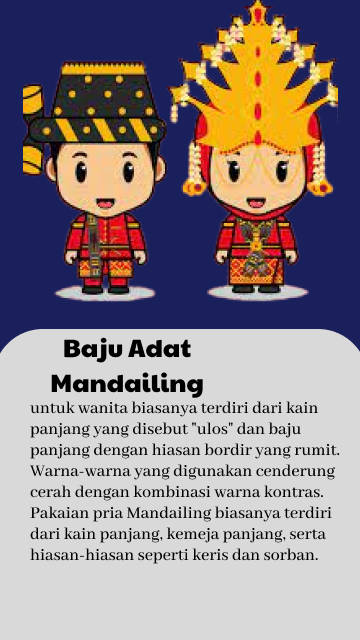 Baju Adat
Mandailing
untuk wanita biasanya terdiri dari kain
panjang yang disebut "ulos" dan baju
panjang dengan hiasan bordir yang rumit.
Warna-warna yang digunakan cenderung
cerah dengan kombinasi warna kontras.
Pakaian pria Mandailing biasanya terdiri
dari kain panjang, kemeja panjang, serta
hiasan-hiasan seperti keris dan sorban.